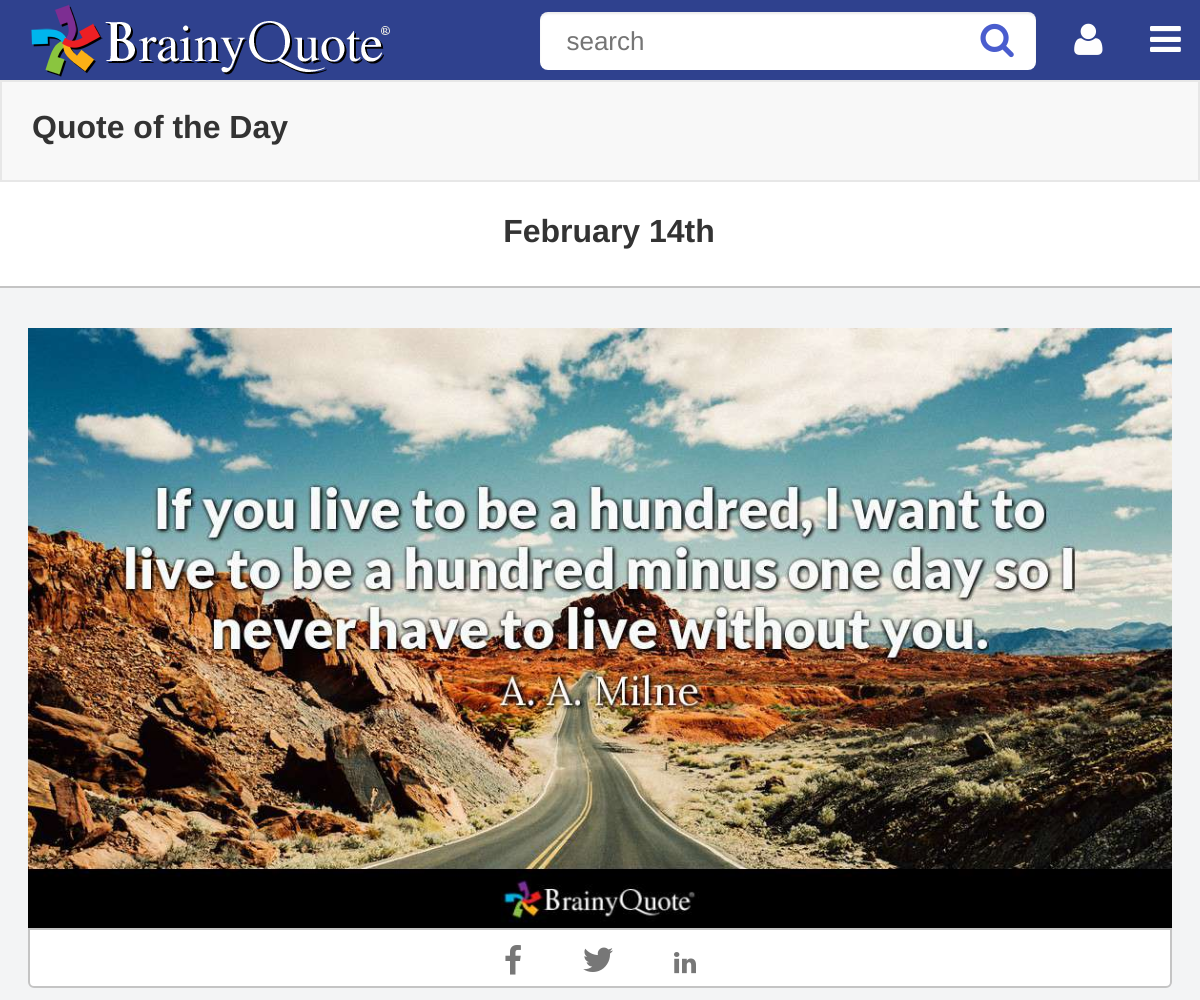 BrainyQuote®
search
Quote of the Day
February 14th
If you live to be a hundred, I want to
live to be a hundred minus one day so I
never have to live without you.
A. A. Milne
BrainyQuote®